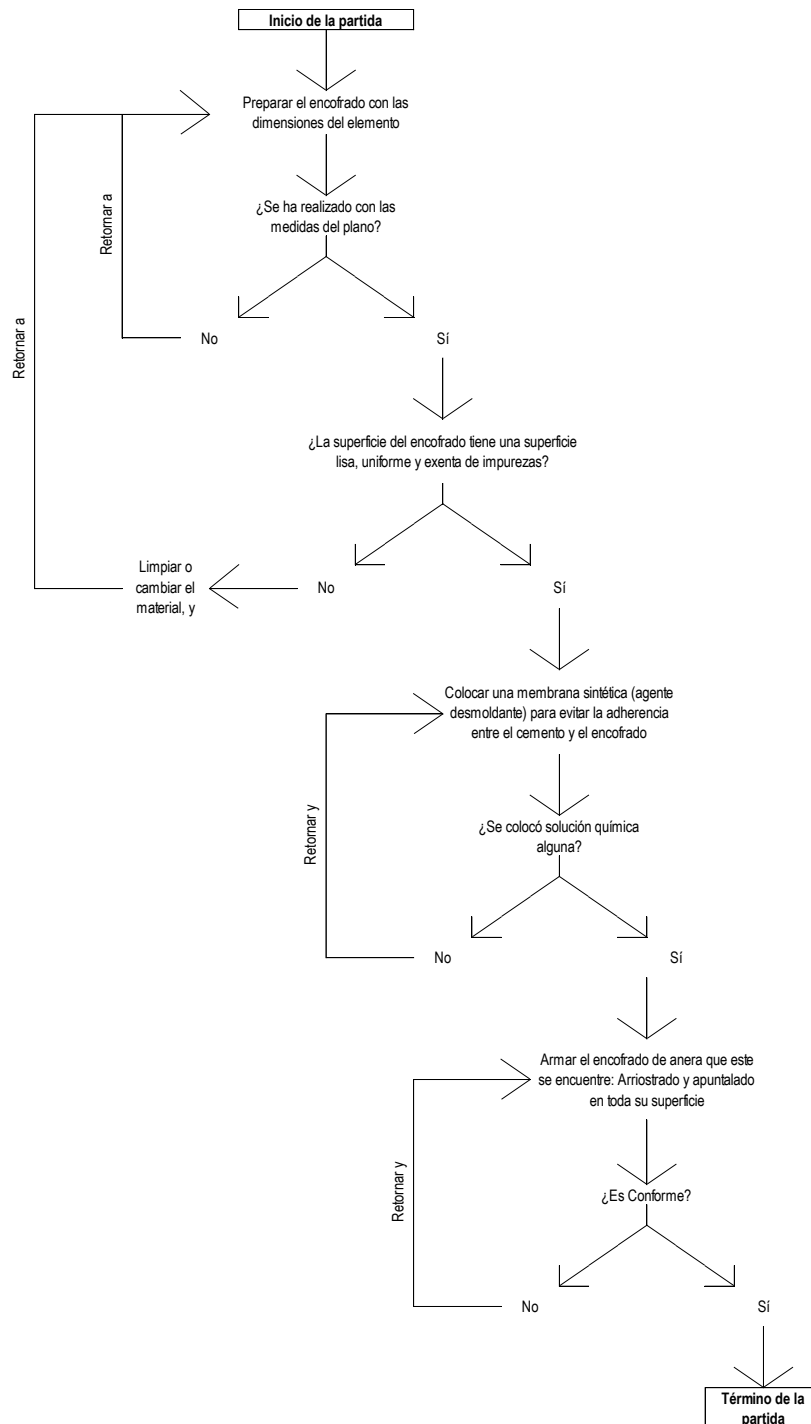 Inicio de la partida
Preparar el encofrado con las
dimensiones del elemento
Retornar a
¿Se ha realizado con las
medidas del plano?
Retornar a
No
Sí
¿La superficie del encofrado tiene una superficie
lisa, uniforme y exenta de impurezas?
Limpiar o
cambiar el
material, y
No
Sí
Colocar una membrana sintética (agente
desmoldante) para evitar la adherencia
entre el cemento y el encofrado
Retornar y
¿Se colocó solución química
alguna?
No
Sí
Armar el encofrado de anera que este
se encuentre: Arriostrado y apuntalado
en toda su superficie
Retornar y
¿Es Conforme?
No
Sí
Término de la
partida